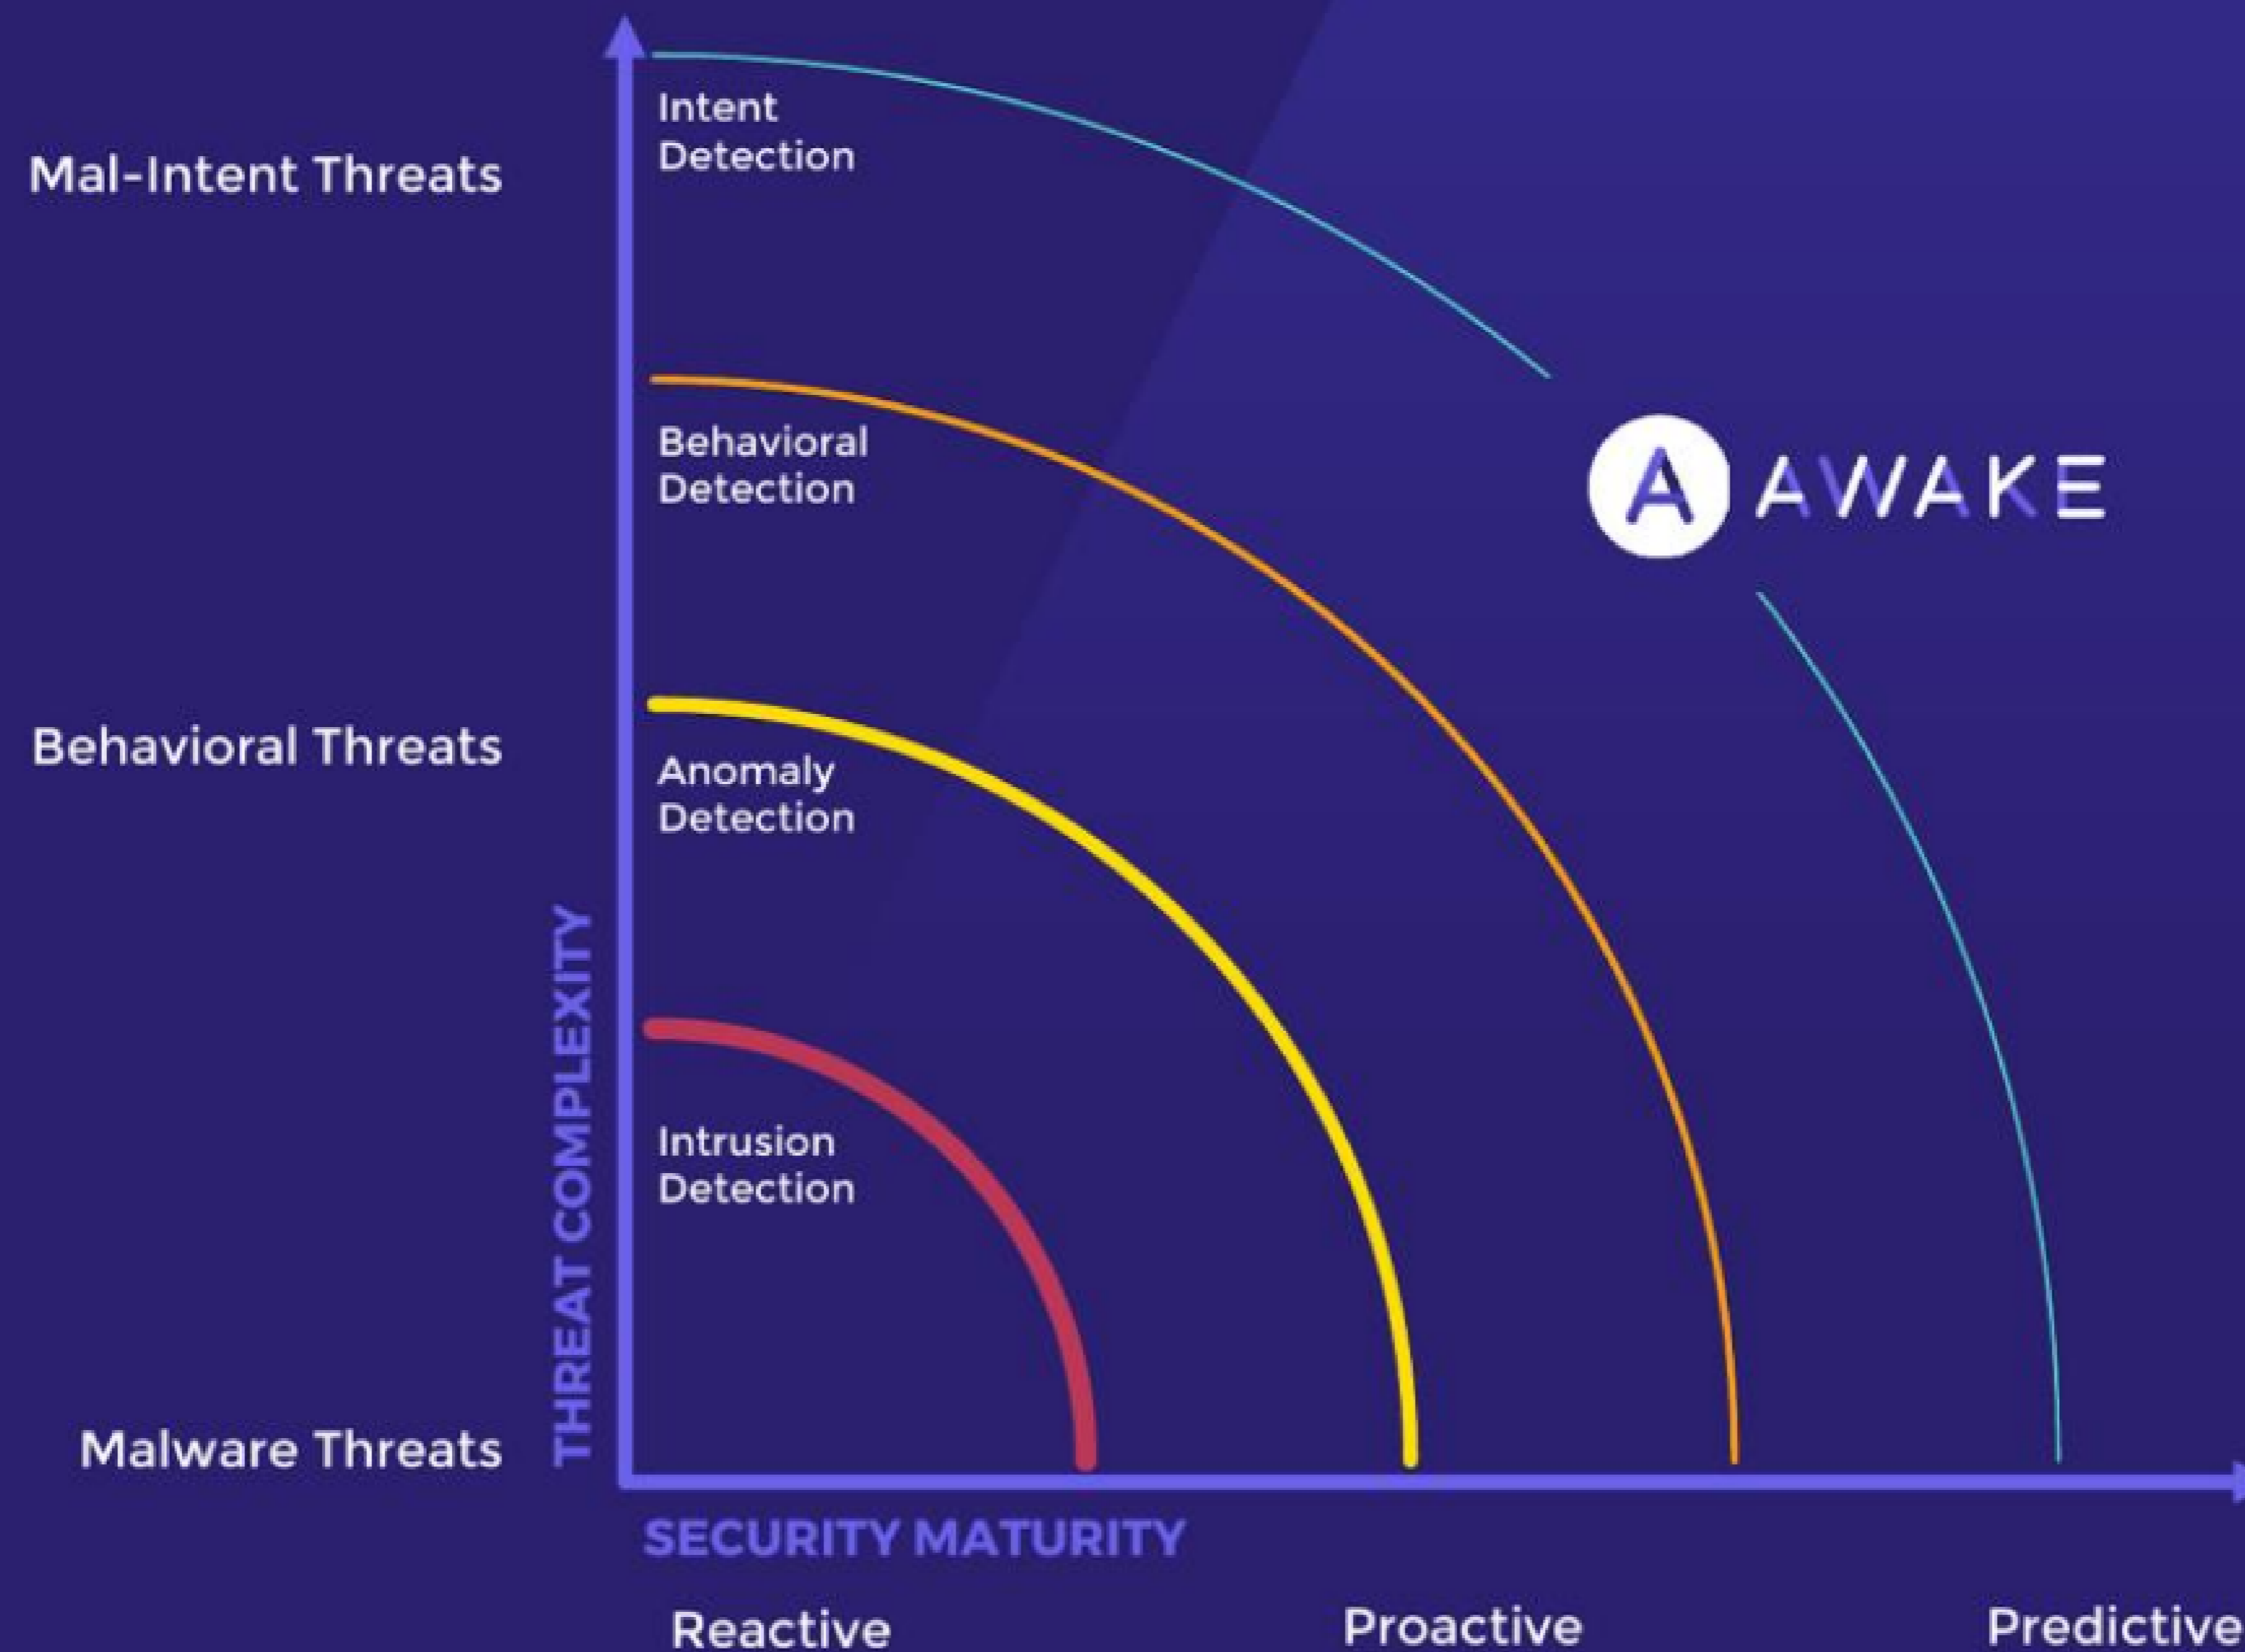 Mal-Intent Threats
Intent
Detection
Behavioral
Detection
A AWAKE
Behavioral Threats
Anomaly
Detection
THREAT COMPLEXITY
Intrusion
Detection
Malware Threats
SECURITY MATURITY
Reactive
Proactive
Predictive